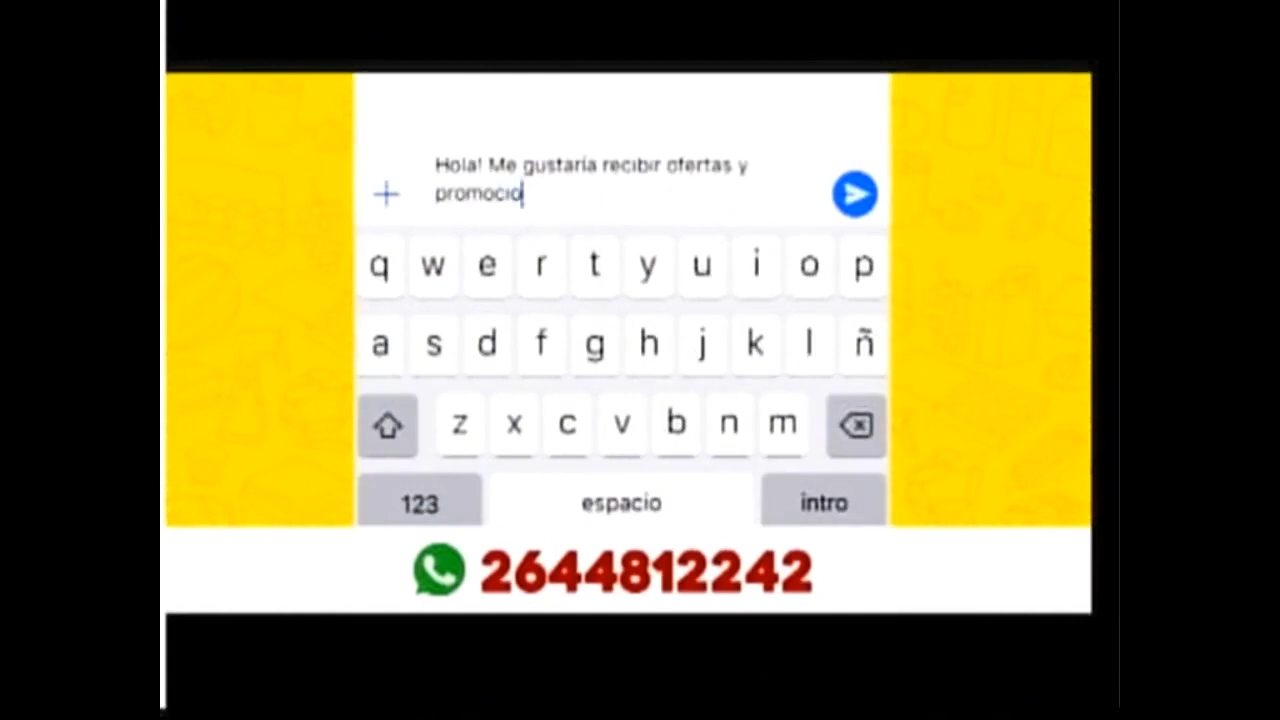 Hola! Me gustaría recibir ofertas y
promocio
q w e r t y u i o p
a s d f g h j k l ñ
z x c v b n m
123 espacio intro
2644812242